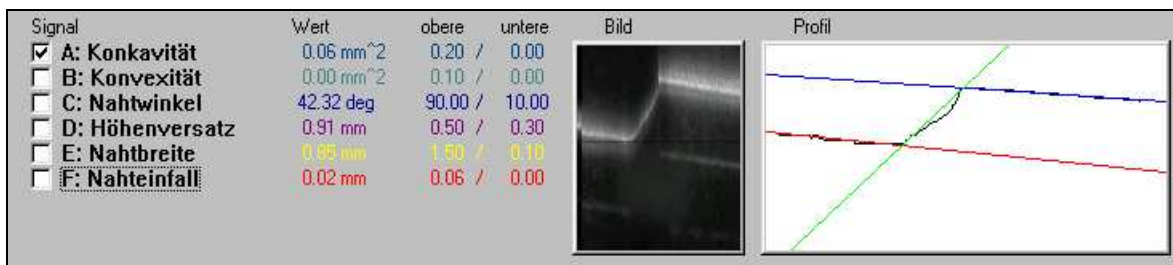 Signal Wert obere untere Bild Profil
A: Konkavität 0.06 mm^2 0.20 / 0.00
B: Konvexität 0.00 mm^2 0.10 / 0.00
C: Nahtwinkel 42.32 deg 90.00 / 10.00
D: Höhenversatz 0.91 mm 0.50 / 0.30
E: Nahtbreite 0.85 mm 1.50 / 0.10
F: Nahteinfall 0.02 mm 0.06 / 0.00